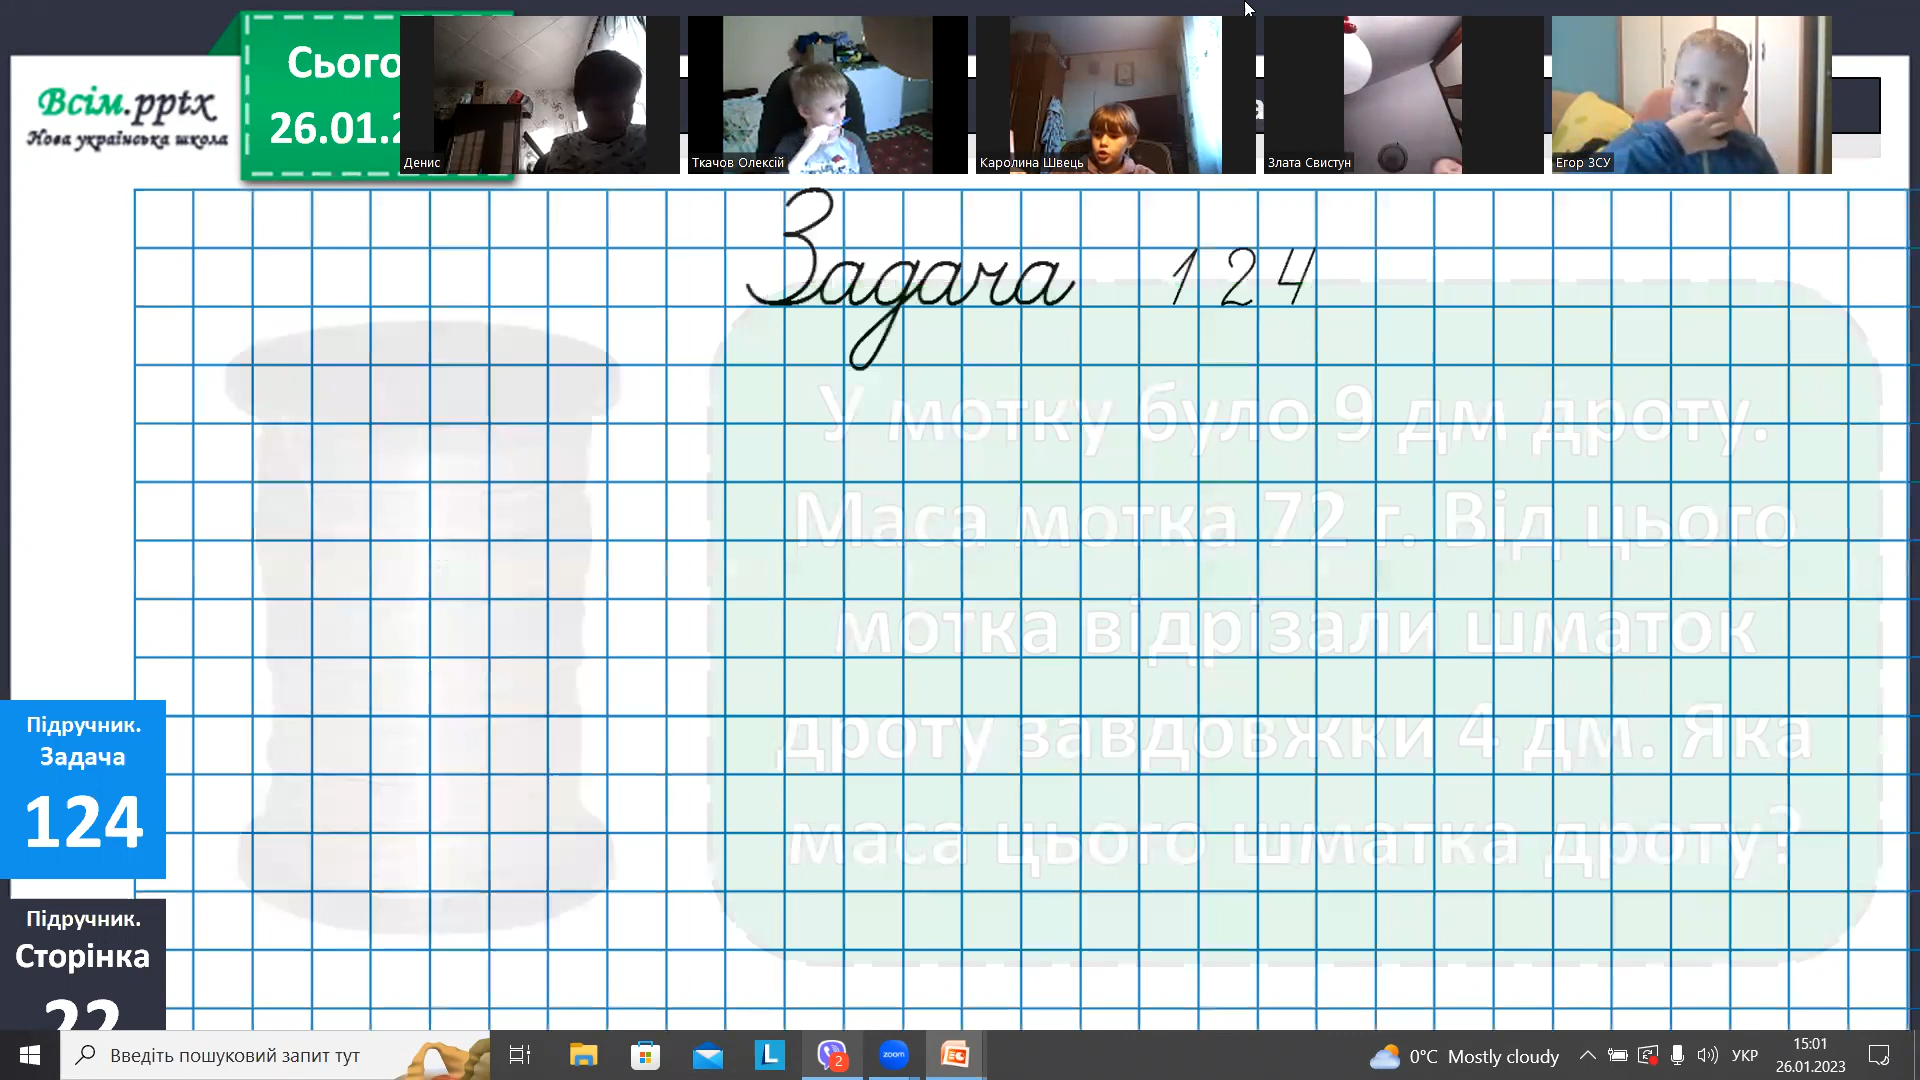 Сього
26.01.2
Всім.pptx
Нова українська школа
Денис
Ткачов Олексій
Каролина Швець
Злата Свистун
Егор ЗСУ
Задача 124
У мотку було 9 дм дроту.
Маса мотка 72 г. Від цього
мотка відрізали шматок
дроту завдовжки 4 дм. Яка
маса цього шматка дроту?
Підручник.
Задача
124
Підручник.
Сторінка
22
Введіть пошуковий запит тут
L
2
zoom
0°C Mostly cloudy
УКР
15:01
26.01.2023